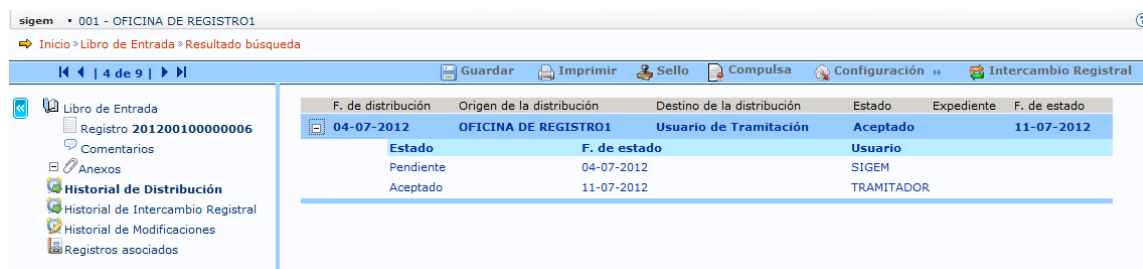 sigem • 001 - OFICINA DE REGISTRO1
Inicio » Libro de Entrada » Resultado búsqueda
| 4 de 9 | Guardar Imprimir Sello Compulsa Configuración » Intercambio Registral
Libro de Entrada
Registro 201200100000006
Comentarios
Anexos
Historial de Distribución
Historial de Intercambio Registral
Historial de Modificaciones
Registros asociados
F. de distribución Origen de la distribución Destino de la distribución Estado Expediente F. de estado
04-07-2012 OFICINA DE REGISTRO1 Usuario de Tramitación Aceptado 11-07-2012
Estado F. de estado Usuario
Pendiente 04-07-2012 SIGEM
Aceptado 11-07-2012 TRAMITADOR